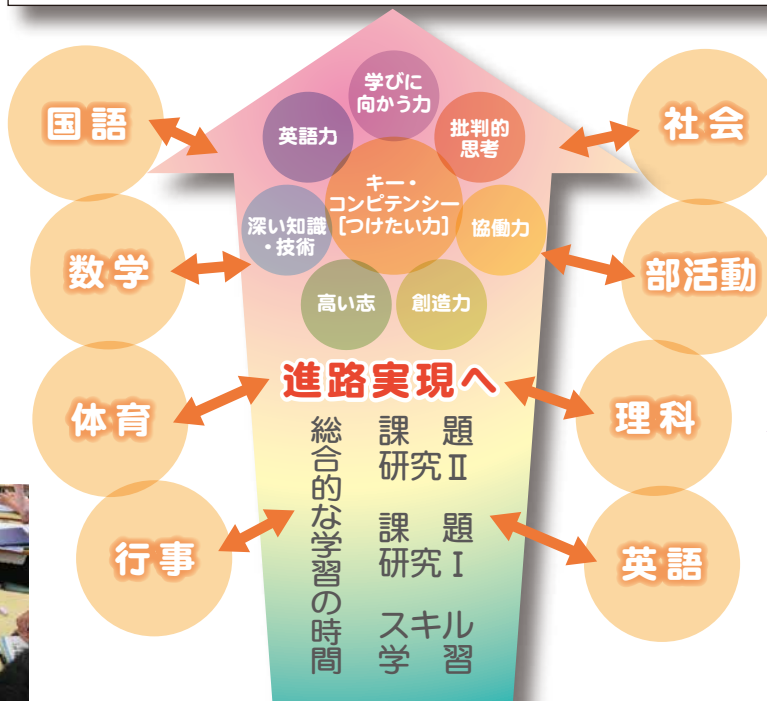 国語
数学
体育
行事
学びに
向かう力
英語力
批判的
思考
キー・
コンピテンシー
[つけたい力]
深い知識
・技術
協働力
高い志
創造力
進路実現へ
総合的な学習の時間
課題
研究Ⅱ
課題
研究Ⅰ
スキル
学習
社会
部活動
理科
英語